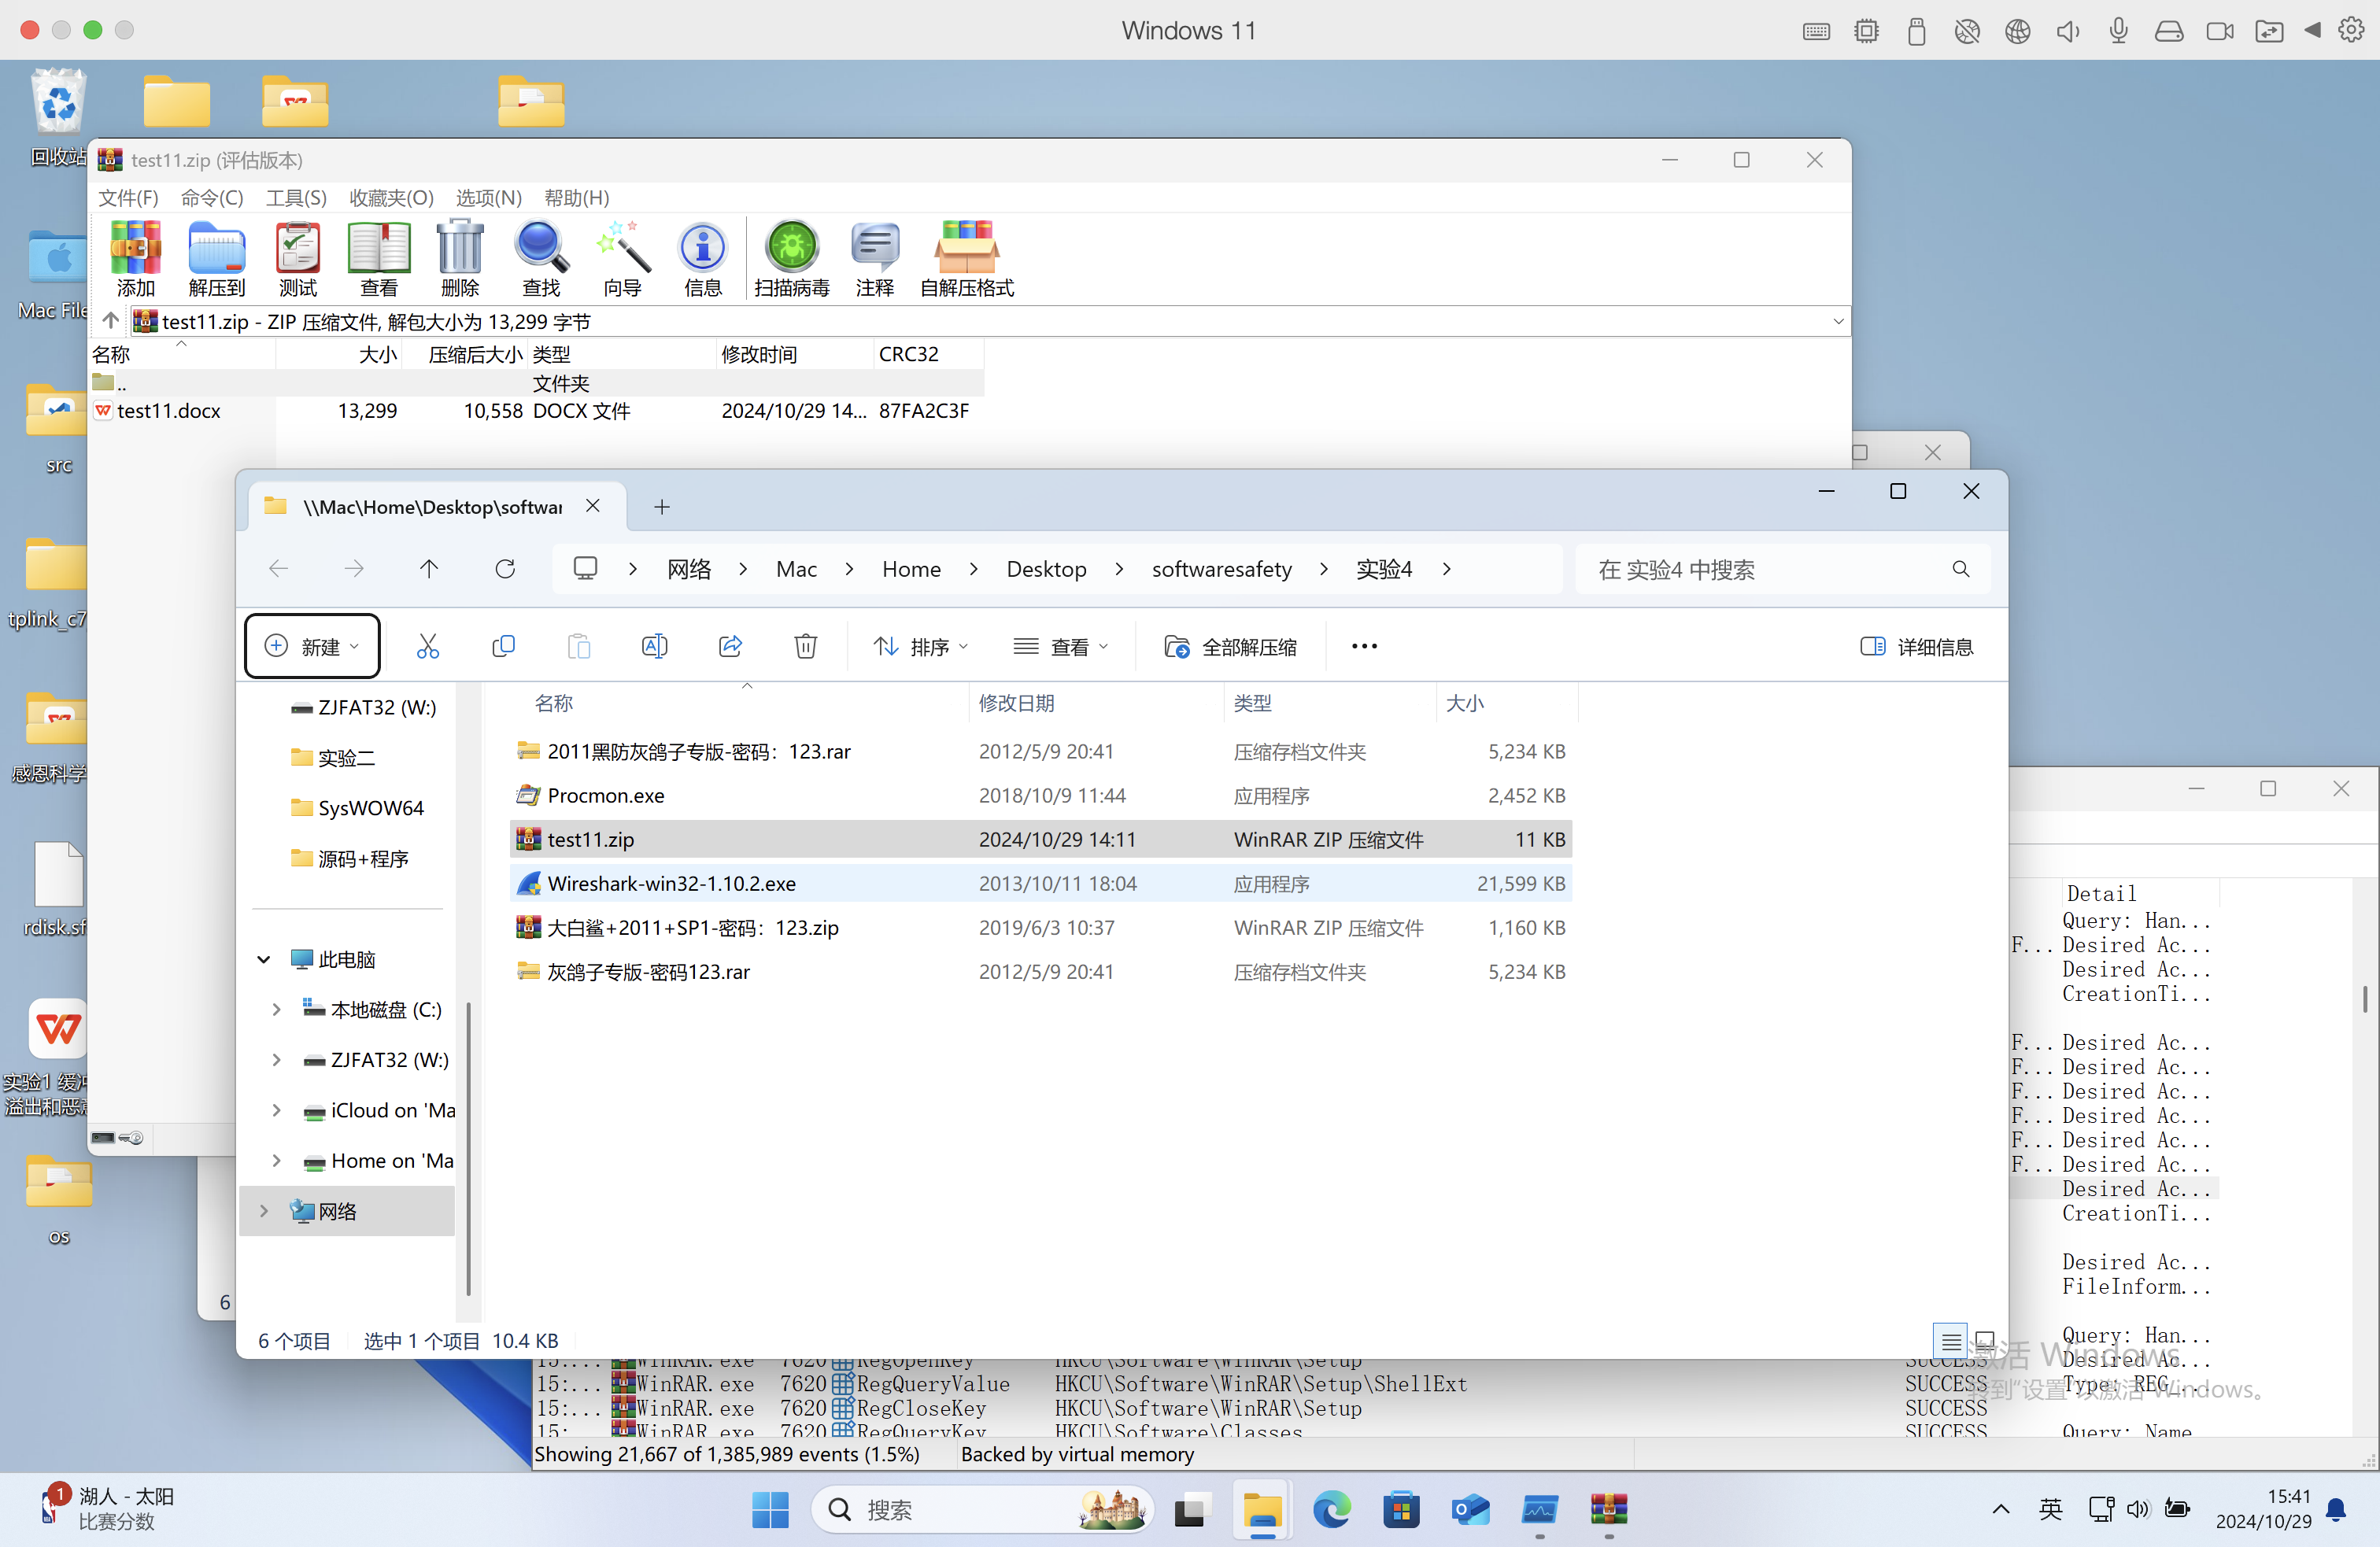 Windows 11
回收站
test11.zip (评估版本)
文件(F) 命令(C) 工具(S) 收藏夹(O) 选项(N) 帮助(H)
添加 解压到 测试 查看 删除 查找 向导 信息 扫描病毒 注释 自解压格式
Mac File
test11.zip - ZIP 压缩文件, 解包大小为 13,299 字节
名称 大小 压缩后大小 类型 修改时间 CRC32
.. 文件夹
test11.docx 13,299 10,558 DOCX 文件 2024/10/29 14... 87FA2C3F
src
tplink_c7
感恩科学
rdisk.sf
实验1 缓冲
溢出和恶意
os
6
\\Mac\Home\Desktop\softwar
网络 Mac Home Desktop softwaresafety 实验4
在 实验4 中搜索
新建 排序 查看 全部解压缩 ••• 详细信息
ZJFAT32 (W:)
实验二
SysWOW64
源码+程序
此电脑
本地磁盘 (C:)
ZJFAT32 (W:)
iCloud on 'Ma
Home on 'Ma
网络
名称 修改日期 类型 大小
2011黑防灰鸽子专版-密码：123.rar 2012/5/9 20:41 压缩存档文件夹 5,234 KB
Procmon.exe 2018/10/9 11:44 应用程序 2,452 KB
test11.zip 2024/10/29 14:11 WinRAR ZIP 压缩文件 11 KB
Wireshark-win32-1.10.2.exe 2013/10/11 18:04 应用程序 21,599 KB
大白鲨+2011+SP1-密码：123.zip 2019/6/3 10:37 WinRAR ZIP 压缩文件 1,160 KB
灰鸽子专版-密码123.rar 2012/5/9 20:41 压缩存档文件夹 5,234 KB
6 个项目 选中 1 个项目 10.4 KB
Detail
Query: Han...
F... Desired Ac...
Desired Ac...
CreationTi...
F... Desired Ac...
F... Desired Ac...
F... Desired Ac...
F... Desired Ac...
F... Desired Ac...
F... Desired Ac...
Desired Ac...
CreationTi...
Desired Ac...
FileInform...
Query: Han...
15:... WinRAR.exe 7620 RegOpenKey HKCU\Software\WinRAR\Setup SUCCESS Desired Ac...
15:... WinRAR.exe 7620 RegQueryValue HKCU\Software\WinRAR\Setup\ShellExt SUCCESS Type: REG_...
15:... WinRAR.exe 7620 RegCloseKey HKCU\Software\WinRAR\Setup SUCCESS
15:... WinRAR.exe 7620 RegQueryKey HKCU\Software\Classes SUCCESS Query: Name
激活 Windows
转到"设置"以激活 Windows。
Showing 21,667 of 1,385,989 events (1.5%) Backed by virtual memory
1
湖人 - 太阳
比赛分数
搜索
英
15:41
2024/10/29